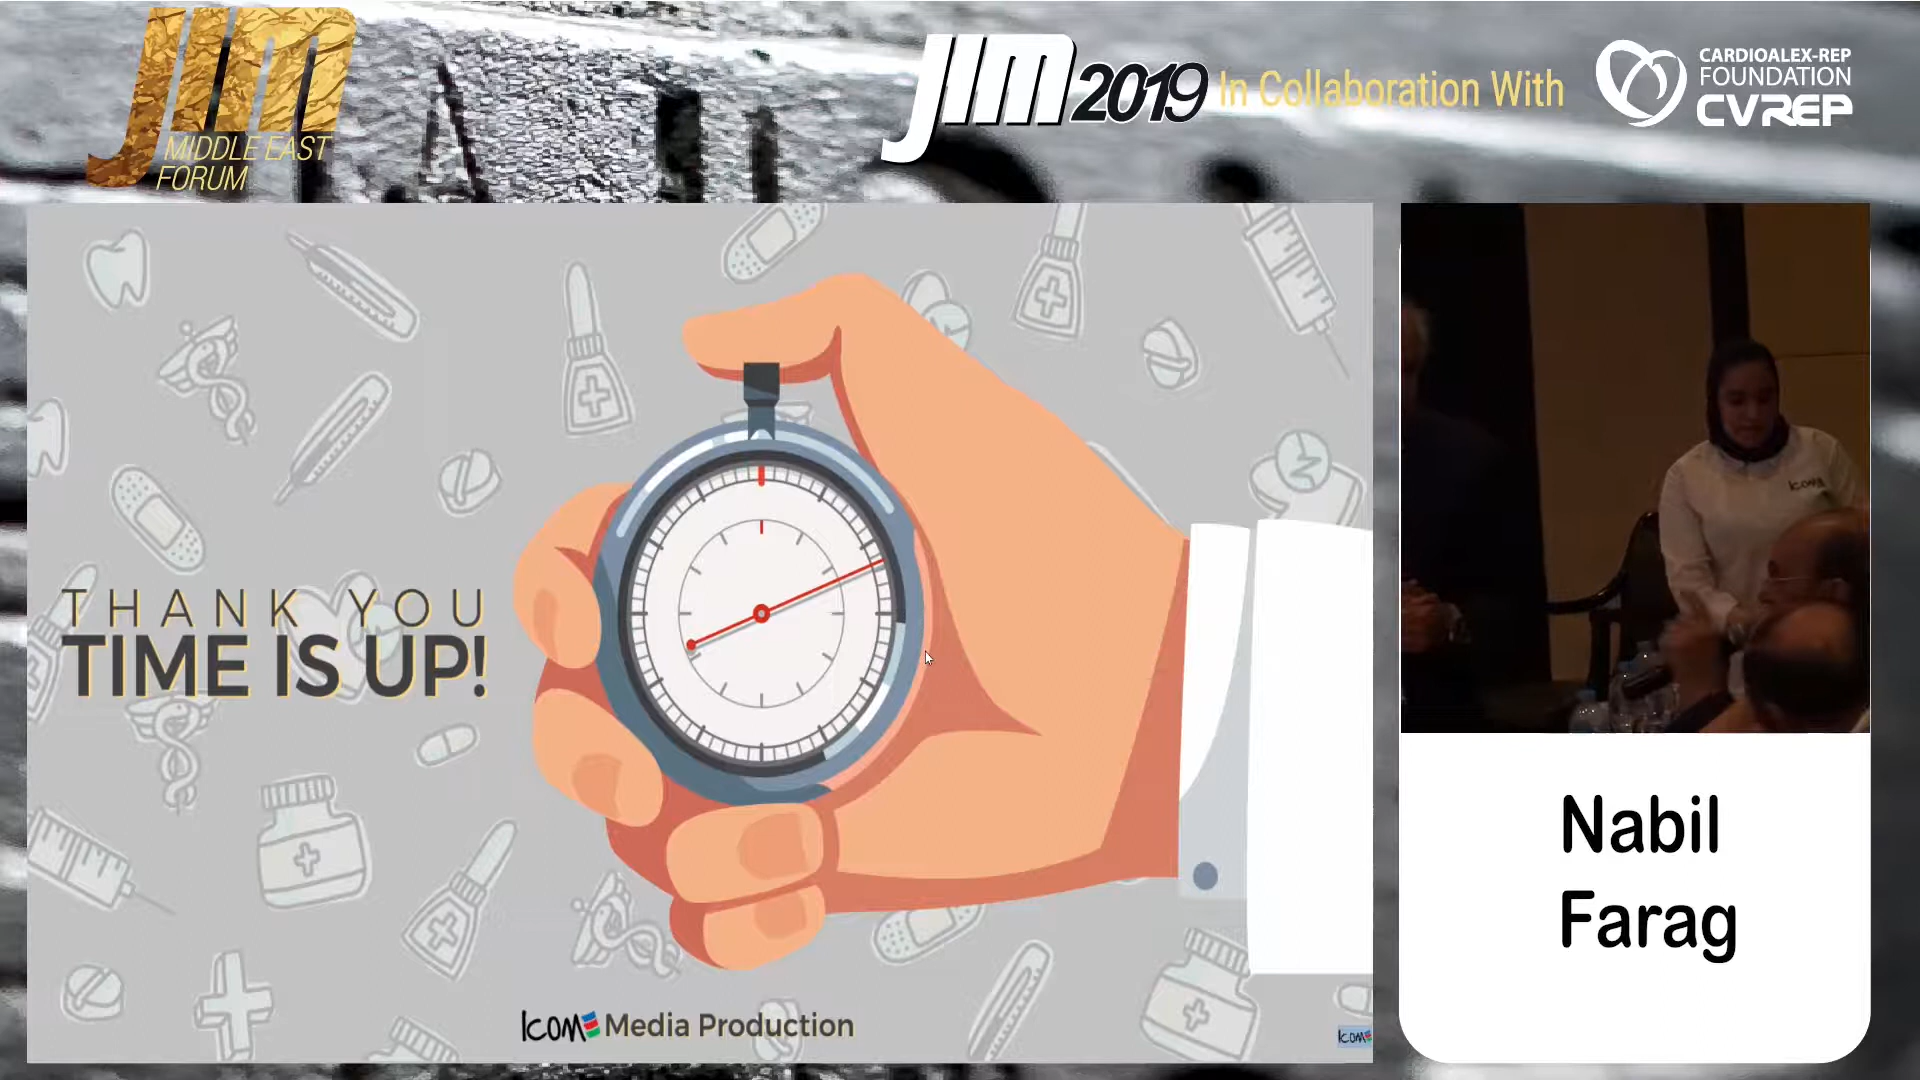 JIM
MIDDLE EAST
FORUM
JIM 2019 In Collaboration With
CARDIOALEX-REP
FOUNDATION
CVREP
THANK YOU
TIME IS UP!
ICOM Media Production
ICOM
ICOM
Nabil
Farag